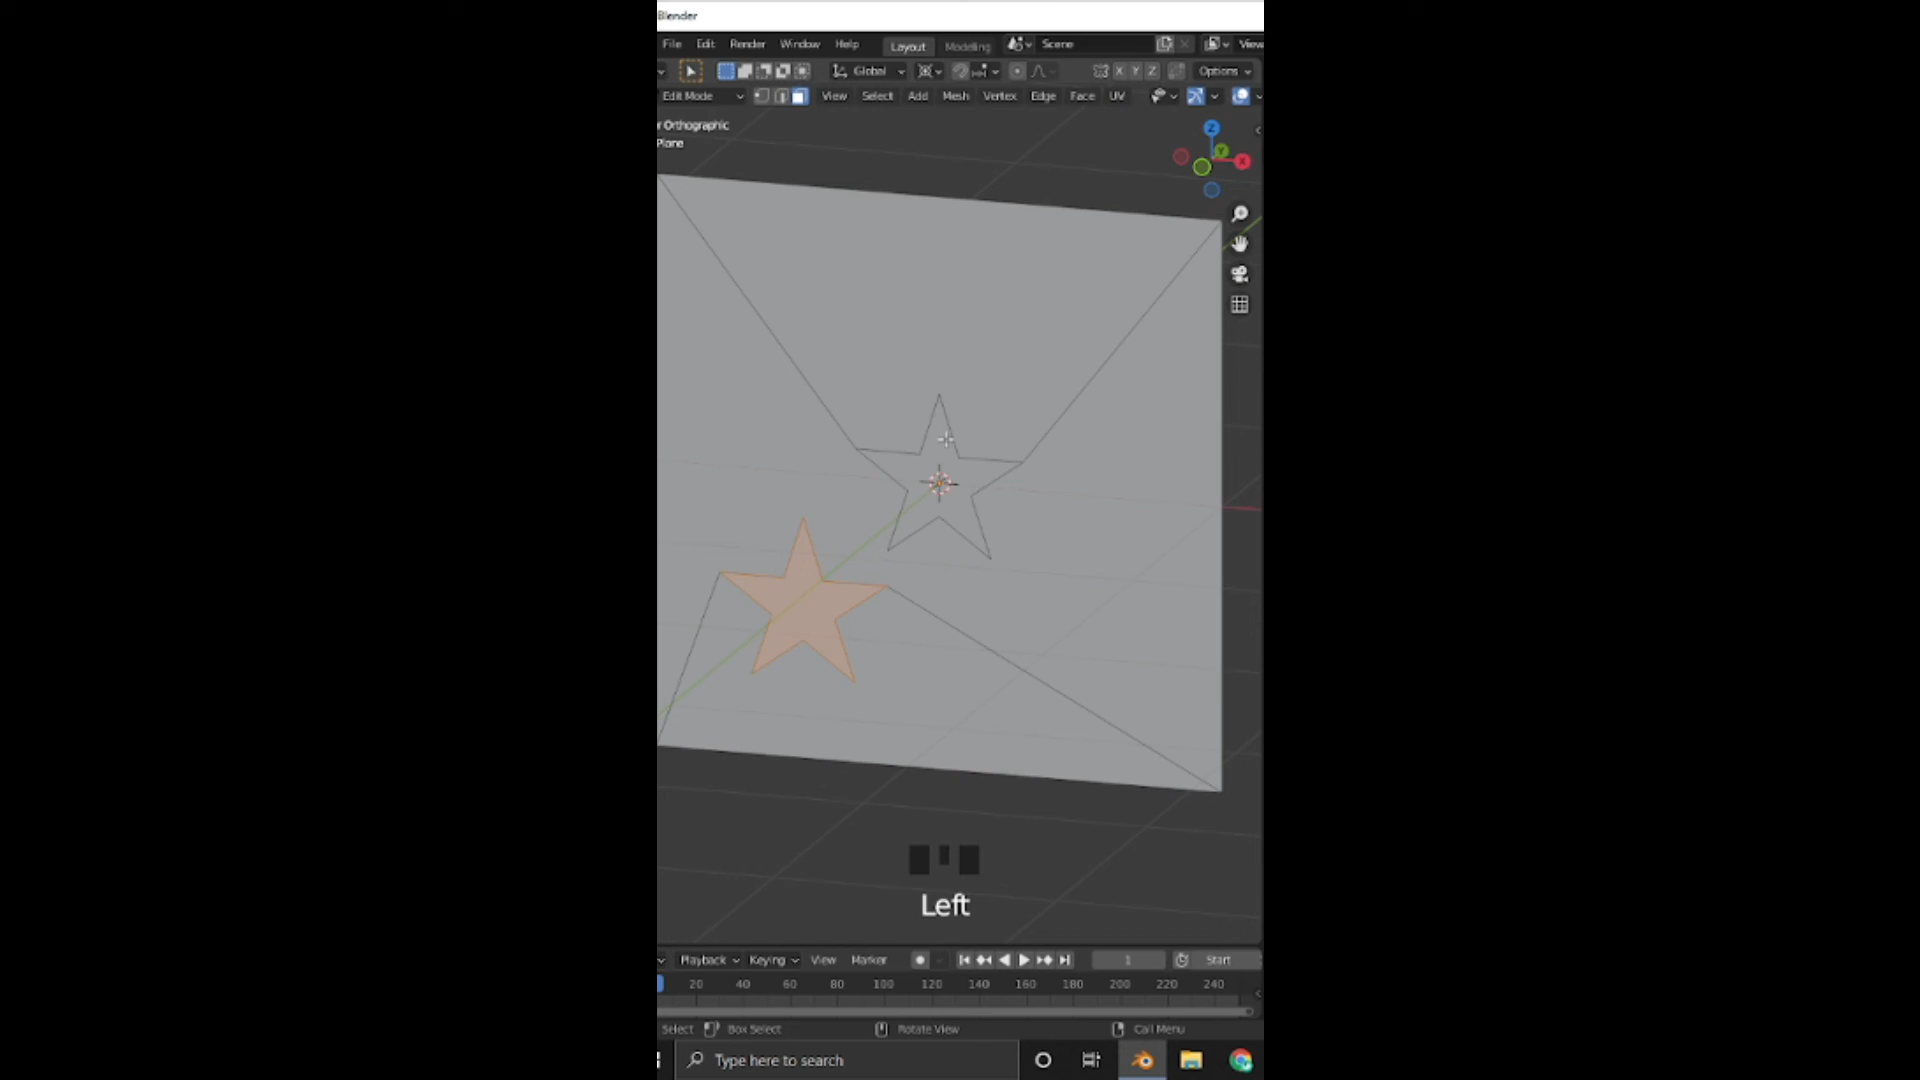 Blender
File Edit Render Window Help Layout Modeling Scene View
Global X Y Z Options
Edit Mode View Select Add Mesh Vertex Edge Face UV
r Orthographic
Plane
Z
Y
X
Left
Playback Keying View Marker 1 Start
20 40 60 80 100 120 140 160 180 200 220 240
Select Box Select Rotate View Call Menu
Type here to search